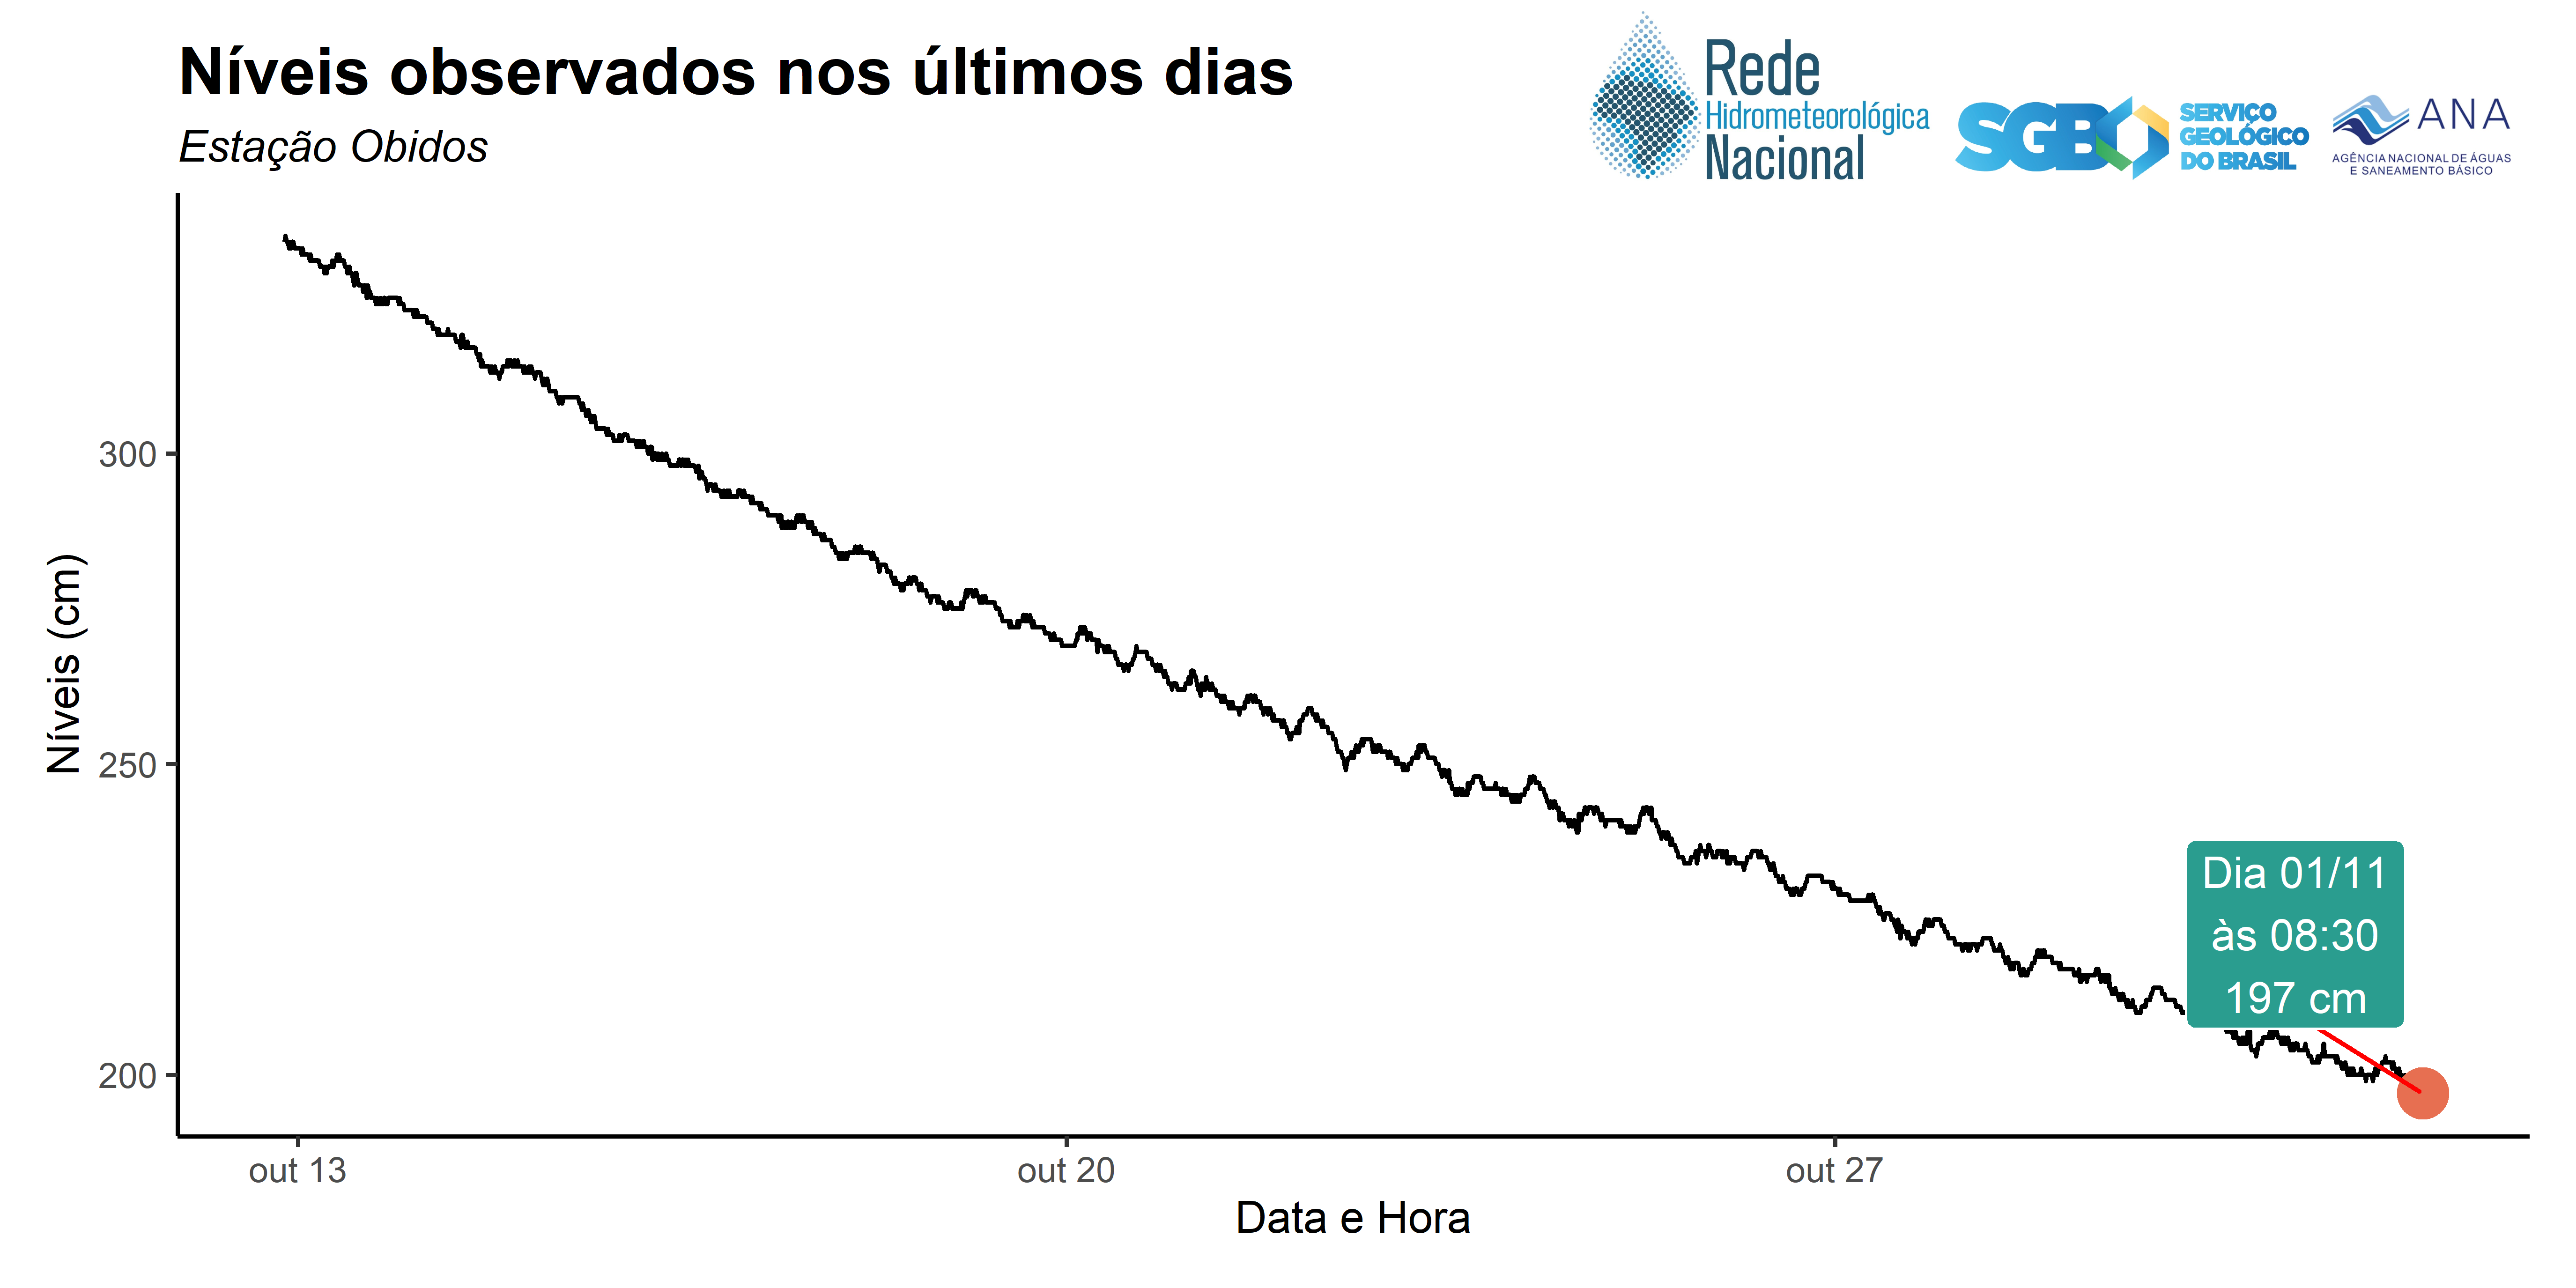 Níveis observados nos últimos dias
Estação Obidos
Rede
Hidrometeorológica
Nacional
SGB
SERVIÇO
GEOLÓGICO
DO BRASIL
ANA
AGÊNCIA NACIONAL DE ÁGUAS
E SANEAMENTO BÁSICO
Níveis (cm)
300
250
200
Dia 01/11
às 08:30
197 cm
out 13
out 20
out 27
Data e Hora